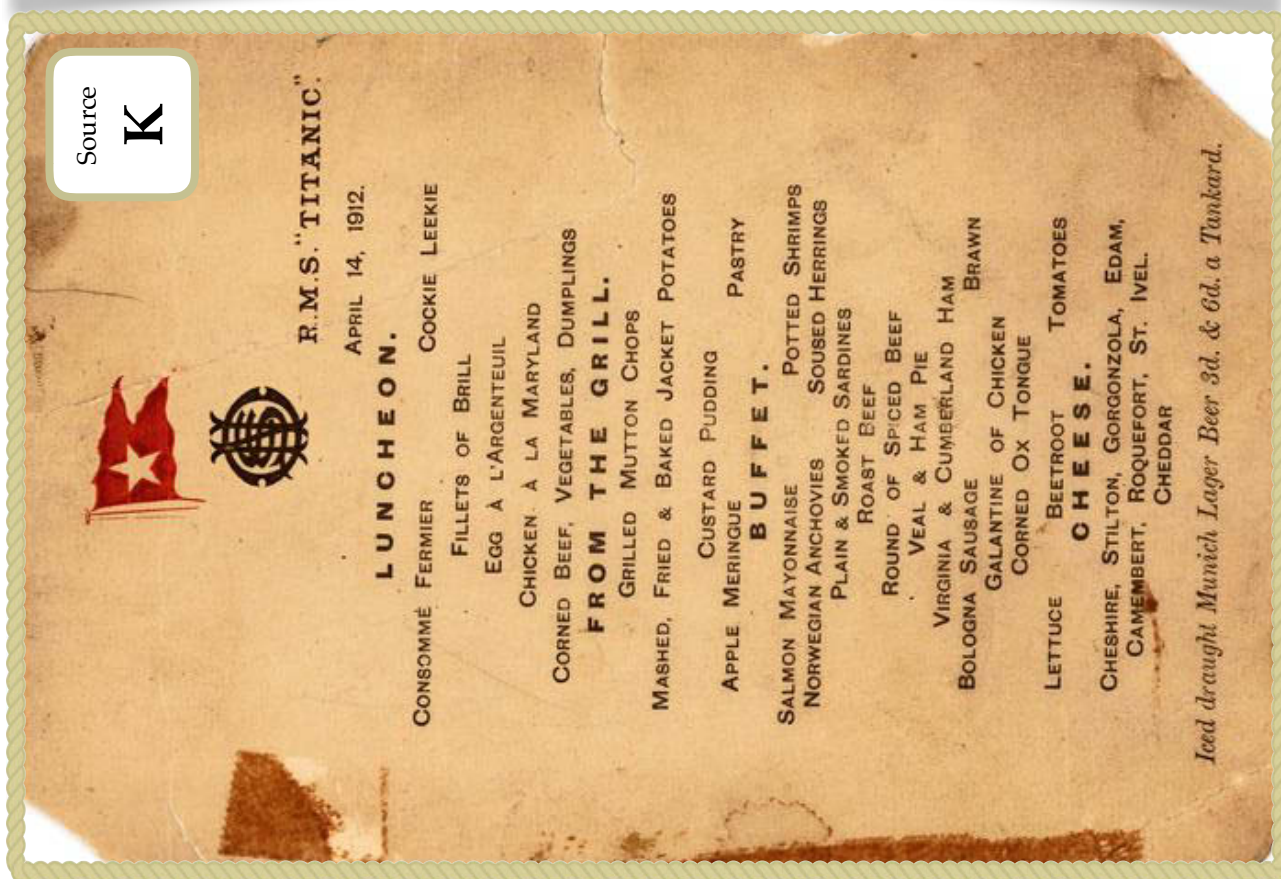 Source
K
R.M.S. "TITANIC".
APRIL 14, 1912.
LUNCHEON.
CONSOMMÉ FERMIER COCKIE LEEKIE
FILLETS OF BRILL
EGG À L'ARGENTEUIL
CHICKEN À LA MARYLAND
CORNED BEEF, VEGETABLES, DUMPLINGS
FROM THE GRILL.
GRILLED MUTTON CHOPS
MASHED, FRIED & BAKED JACKET POTATOES
CUSTARD PUDDING
APPLE MERINGUE PASTRY
BUFFET.
SALMON MAYONNAISE POTTED SHRIMPS
NORWEGIAN ANCHOVIES SOUSED HERRINGS
PLAIN & SMOKED SARDINES
ROAST BEEF
ROUND OF SPICED BEEF
VEAL & HAM PIE
VIRGINIA & CUMBERLAND HAM
BOLOGNA SAUSAGE BRAWN
GALANTINE OF CHICKEN
CORNED OX TONGUE
LETTUCE BEETROOT TOMATOES
CHEESE.
CHESHIRE, STILTON, GORGONZOLA, EDAM,
CAMEMBERT, ROQUEFORT, ST. IVEL.
CHEDDAR
Iced draught Munich Lager Beer 3d. & 6d. a Tankard.